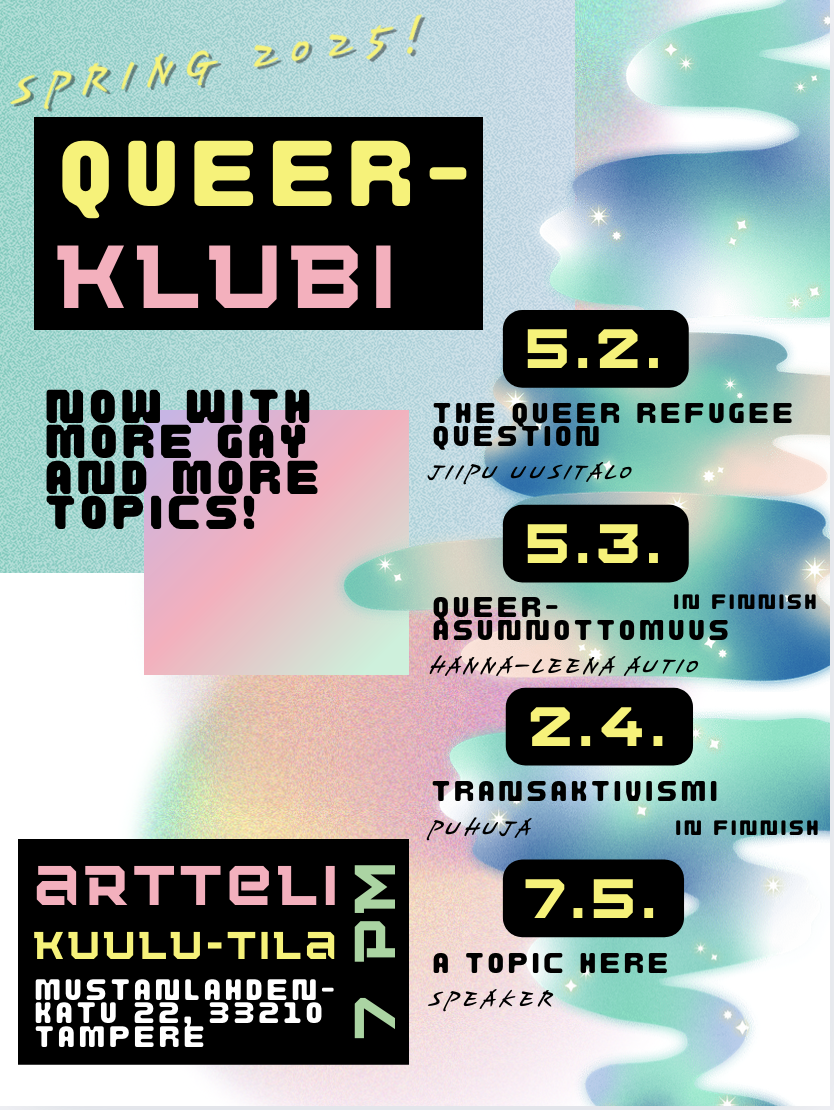 SPRING 2025!
QUEER-
KLUBI
NOW WITH
MORE GAY
AND MORE
TOPICS!
5.2.
THE QUEER REFUGEE
QUESTION
JIIPU UUSITALO
5.3.
QUEER-
IN FINNISH
ASUNNOTTOMUUS
HANNA-LEENA AUTIO
2.4.
TRANSAKTIVISMI
PUHUJA
IN FINNISH
7.5.
A TOPIC HERE
SPEAKER
ARTTELI
KUULU-TILA
MUSTANLAHDEN-
KATU 22, 33210
TAMPERE
7 PM